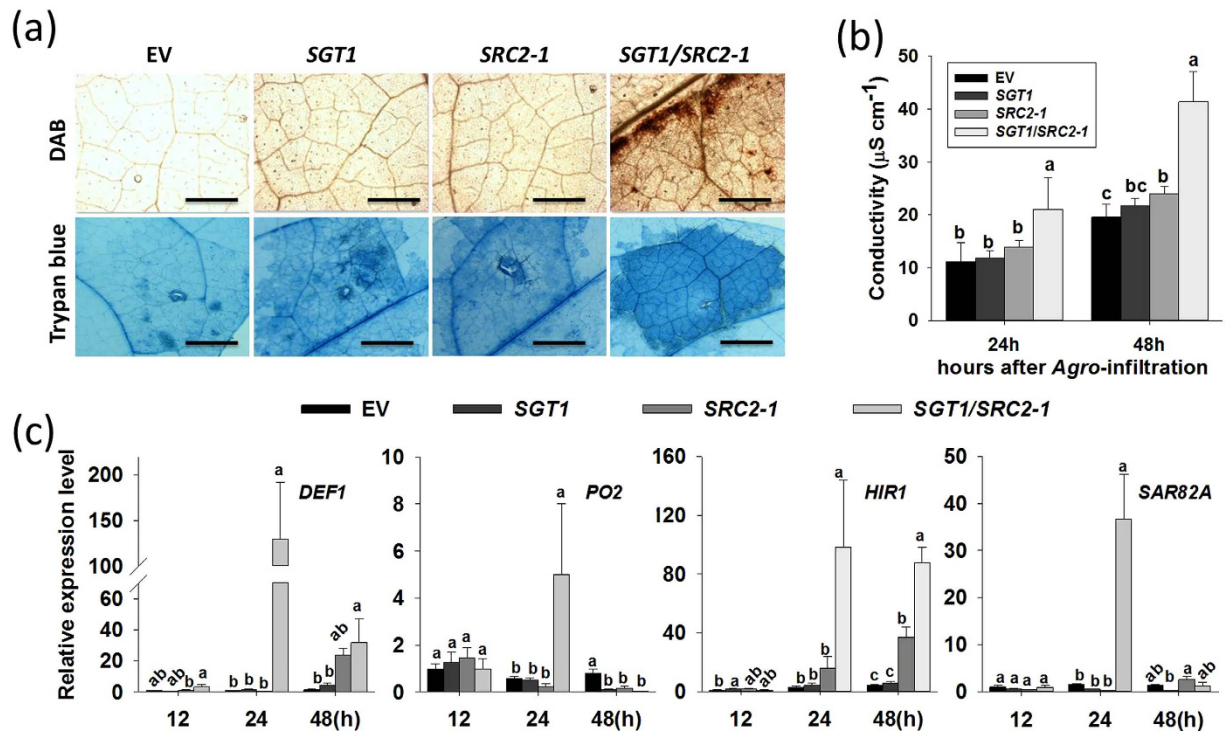 (a)
EV SGT1 SRC2-1 SGT1/SRC2-1
DAB
Trypan blue
(b)
Conductivity (µS cm⁻¹)
50
40
30
20
10
0
EV
SGT1
SRC2-1
SGT1/SRC2-1
b b b a
c bc b a
24h 48h
hours after Agro-infiltration
EV SGT1 SRC2-1 SGT1/SRC2-1
(c)
Relative expression level
200
150
100
60
40
20
0
DEF1
ab ab b a
b b b a
b b ab a
12 24 48(h)
10
8
6
4
2
0
PO2
a a a a
b b b a
a b b b
12 24 48(h)
160
120
80
40
0
HIR1
b a ab ab
b b b a
c c b a
12 24 48(h)
50
40
30
20
10
0
SAR82A
a a a a
b b b a
ab b a ab
12 24 48(h)